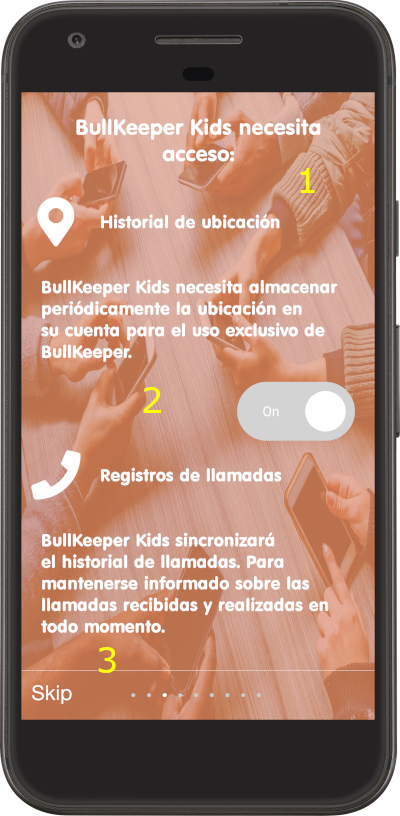 BullKeeper Kids necesita
acceso:
1
Historial de ubicación
BullKeeper Kids necesita almacenar
periódicamente la ubicación en
su cuenta para el uso exclusivo de
BullKeeper.
2
On
Registros de llamadas
BullKeeper Kids sincronizará
el historial de llamadas. Para
mantenerse informado sobre las
llamadas recibidas y realizadas en
todo momento.
3
Skip